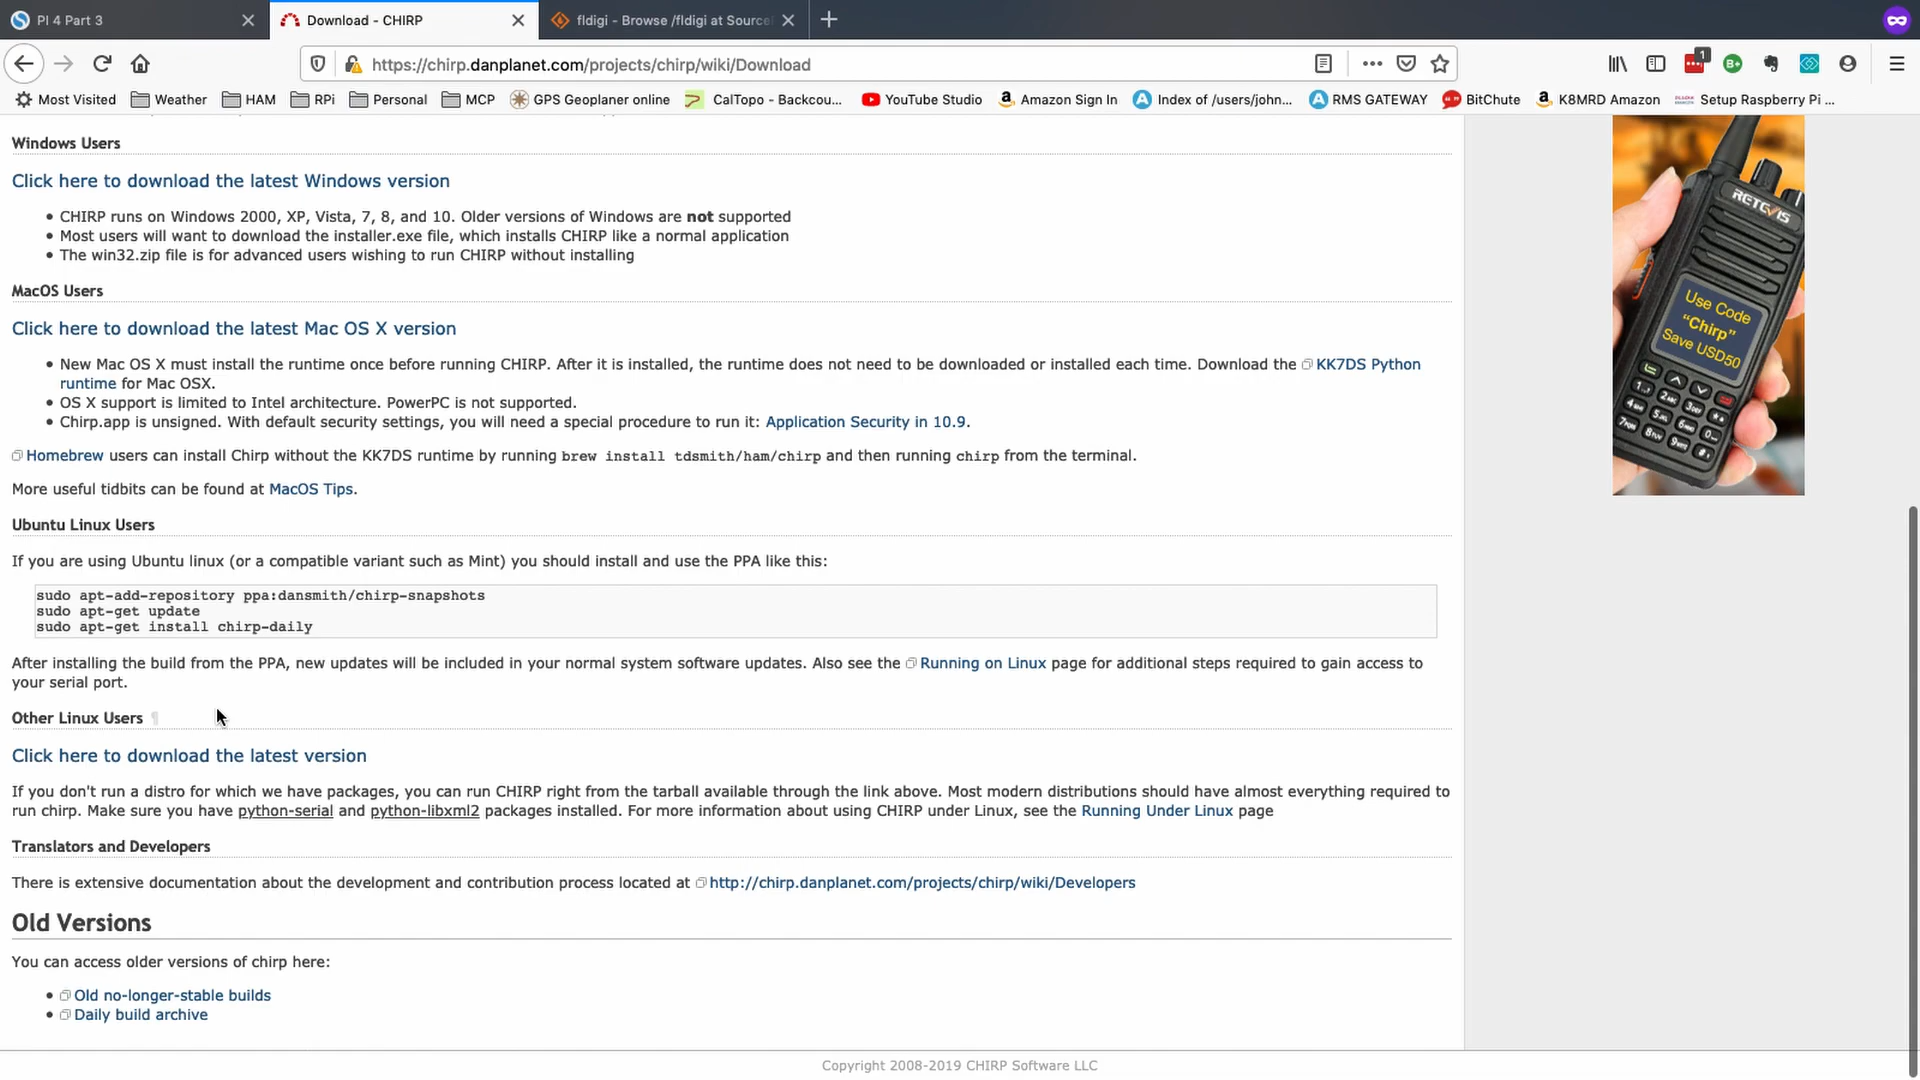 PI 4 Part 3
Download - CHIRP
fldigi - Browse /fldigi at Source
https://chirp.danplanet.com/projects/chirp/wiki/Download
1
Most Visited
Weather
HAM
RPi
Personal
MCP
GPS Geoplaner online
CalTopo - Backcou...
YouTube Studio
Amazon Sign In
Index of /users/john...
RMS GATEWAY
BitChute
K8MRD Amazon
Setup Raspberry Pi ...
Windows Users
Click here to download the latest Windows version
• CHIRP runs on Windows 2000, XP, Vista, 7, 8, and 10. Older versions of Windows are not supported
• Most users will want to download the installer.exe file, which installs CHIRP like a normal application
• The win32.zip file is for advanced users wishing to run CHIRP without installing
MacOS Users
Click here to download the latest Mac OS X version
• New Mac OS X must install the runtime once before running CHIRP. After it is installed, the runtime does not need to be downloaded or installed each time. Download the KK7DS Python
runtime for Mac OSX.
• OS X support is limited to Intel architecture. PowerPC is not supported.
• Chirp.app is unsigned. With default security settings, you will need a special procedure to run it: Application Security in 10.9.
Homebrew users can install Chirp without the KK7DS runtime by running brew install tdsmith/ham/chirp and then running chirp from the terminal.
More useful tidbits can be found at MacOS Tips.
Ubuntu Linux Users
If you are using Ubuntu linux (or a compatible variant such as Mint) you should install and use the PPA like this:
sudo apt-add-repository ppa:dansmith/chirp-snapshots
sudo apt-get update
sudo apt-get install chirp-daily
After installing the build from the PPA, new updates will be included in your normal system software updates. Also see the Running on Linux page for additional steps required to gain access to
your serial port.
Other Linux Users ¶
Click here to download the latest version
If you don't run a distro for which we have packages, you can run CHIRP right from the tarball available through the link above. Most modern distributions should have almost everything required to
run chirp. Make sure you have python-serial and python-libxml2 packages installed. For more information about using CHIRP under Linux, see the Running Under Linux page
Translators and Developers
There is extensive documentation about the development and contribution process located at http://chirp.danplanet.com/projects/chirp/wiki/Developers
Old Versions
You can access older versions of chirp here:
• Old no-longer-stable builds
• Daily build archive
Copyright 2008-2019 CHIRP Software LLC
RETEVIS
Use Code
"Chirp"
Save USD50